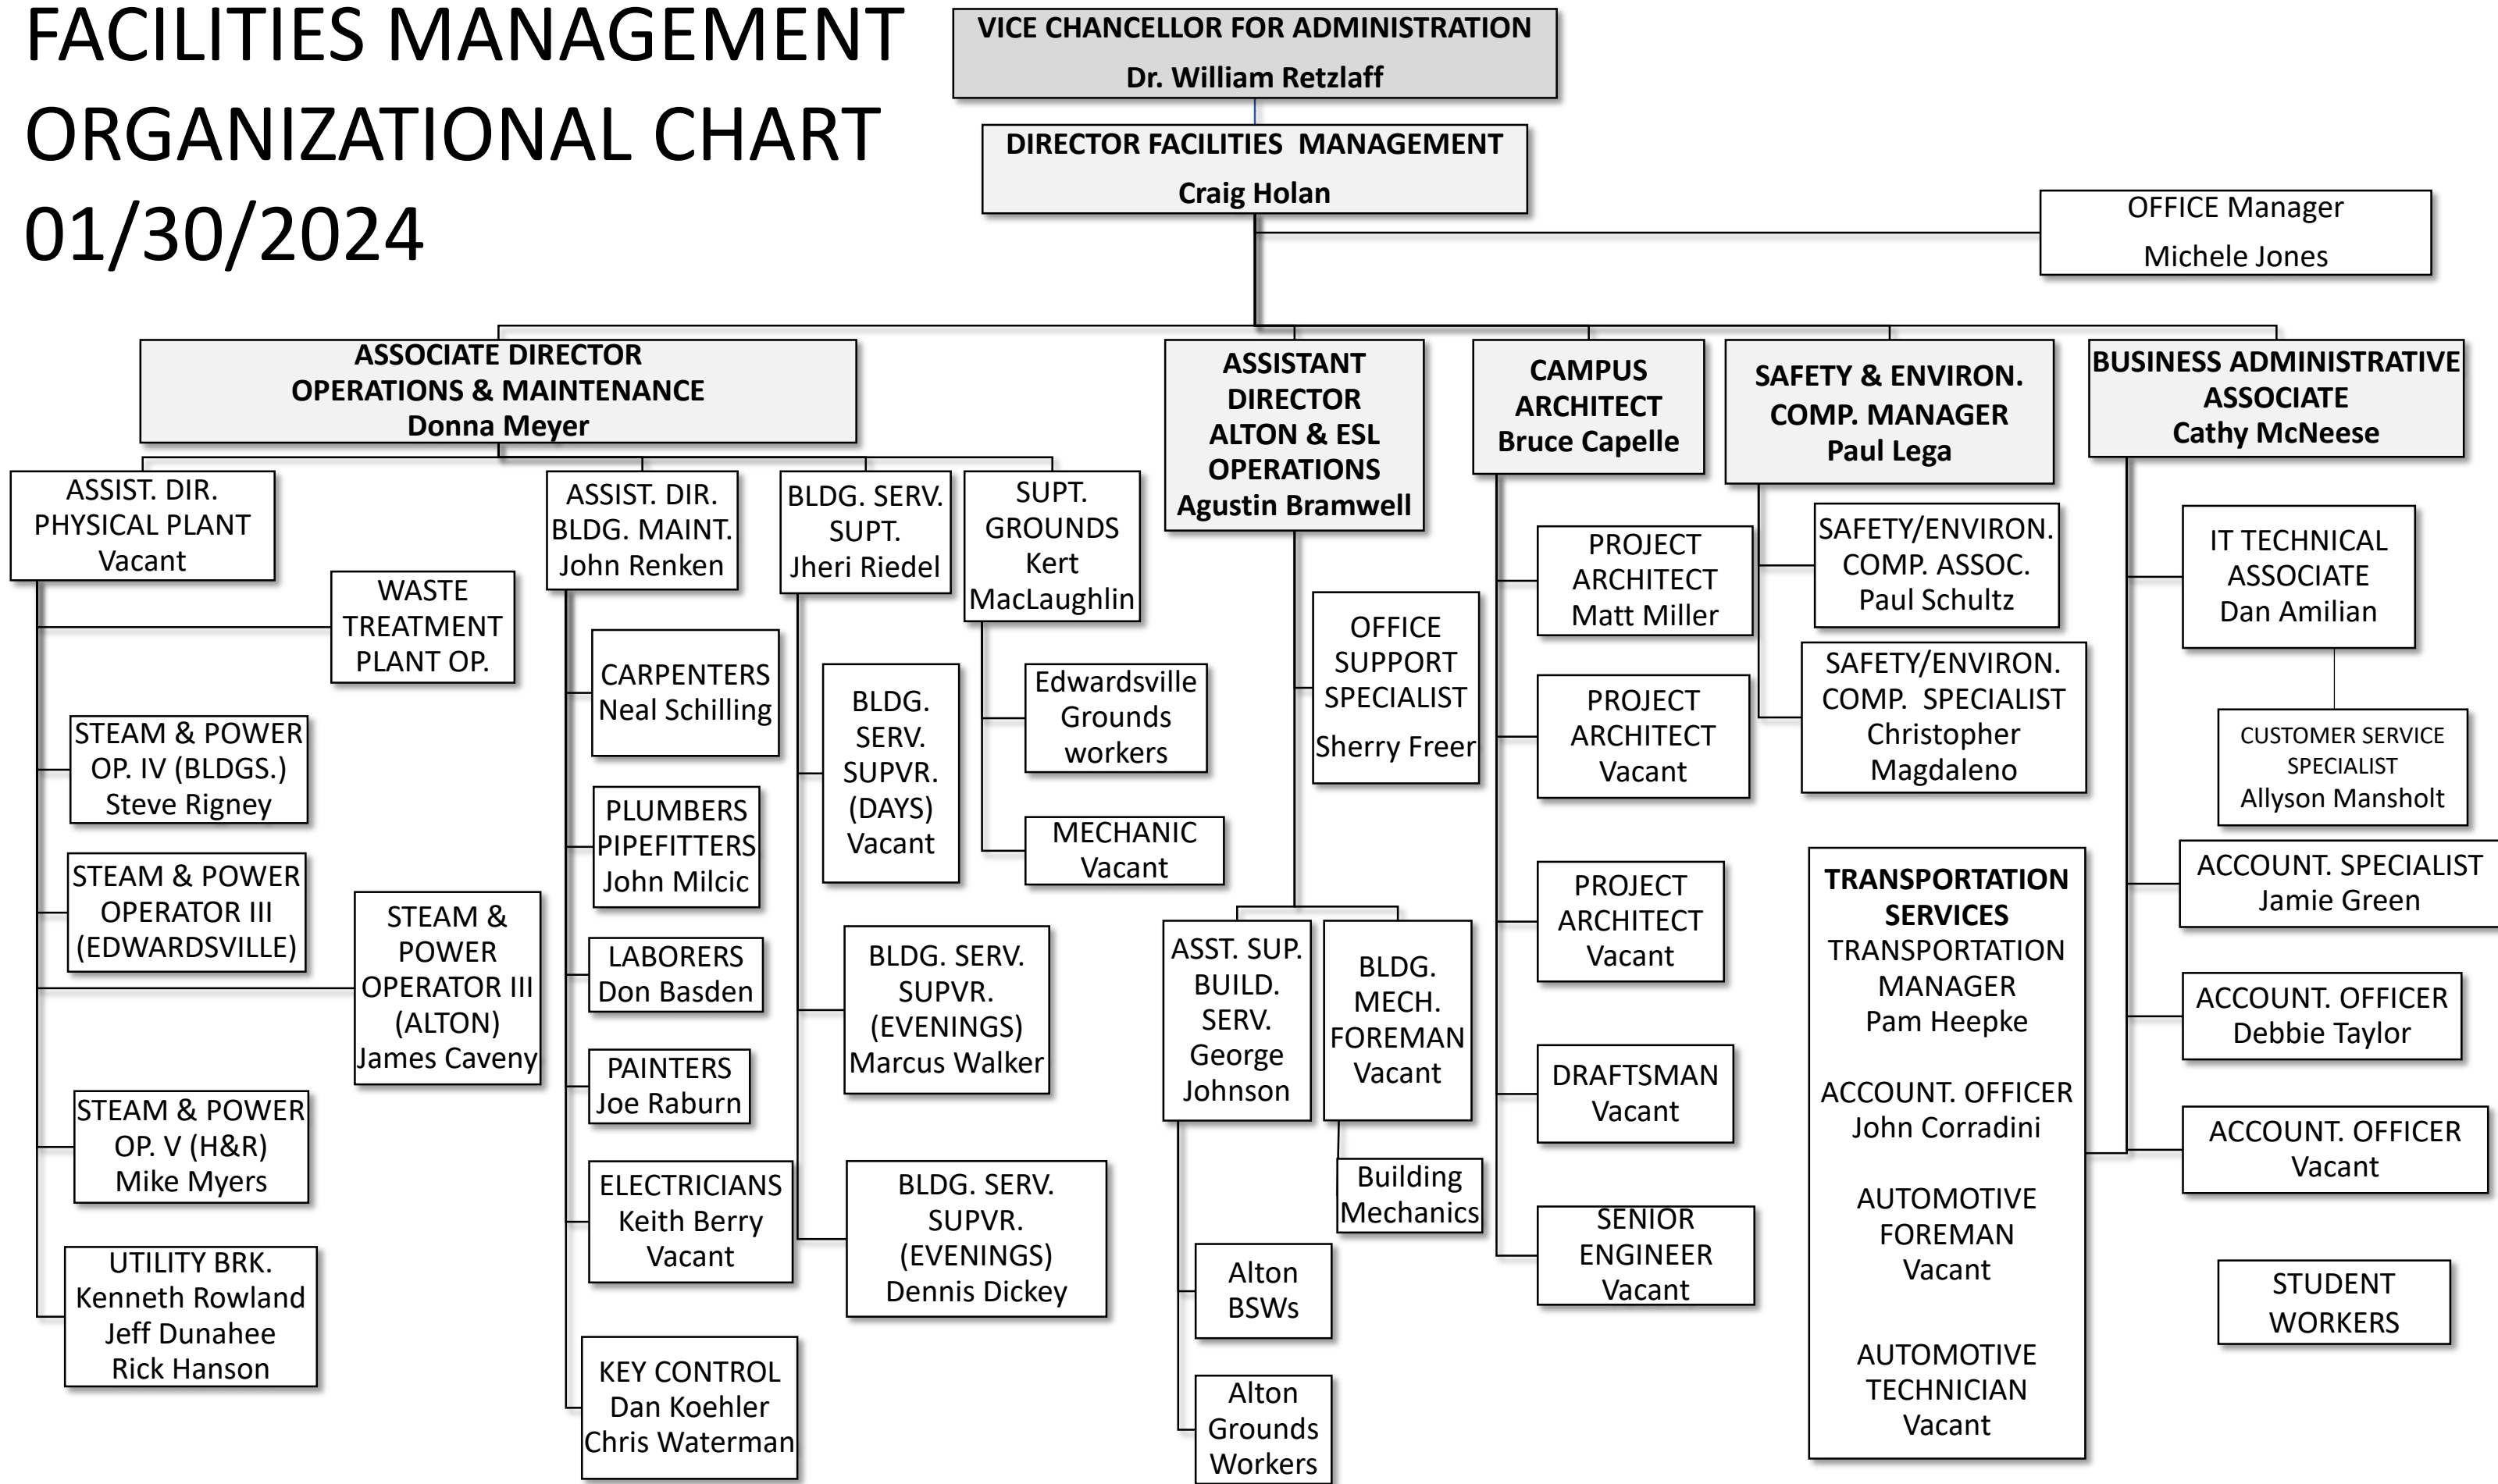 FACILITIES MANAGEMENT
ORGANIZATIONAL CHART
01/30/2024
VICE CHANCELLOR FOR ADMINISTRATION
Dr. William Retzlaff
DIRECTOR FACILITIES MANAGEMENT
Craig Holan
OFFICE Manager
Michele Jones
ASSOCIATE DIRECTOR
OPERATIONS & MAINTENANCE
Donna Meyer
ASSIST. DIR.
PHYSICAL PLANT
Vacant
WASTE
TREATMENT
PLANT OP.
STEAM & POWER
OP. IV (BLDGS.)
Steve Rigney
STEAM & POWER
OPERATOR III
(EDWARDSVILLE)
STEAM &
POWER
OPERATOR III
(ALTON)
James Caveny
STEAM & POWER
OP. V (H&R)
Mike Myers
UTILITY BRK.
Kenneth Rowland
Jeff Dunahee
Rick Hanson
ASSIST. DIR.
BLDG. MAINT.
John Renken
CARPENTERS
Neal Schilling
PLUMBERS
PIPEFITTERS
John Milcic
LABORERS
Don Basden
PAINTERS
Joe Raburn
ELECTRICIANS
Keith Berry
Vacant
KEY CONTROL
Dan Koehler
Chris Waterman
BLDG. SERV.
SUPT.
Jheri Riedel
BLDG.
SERV.
SUPVR.
(DAYS)
Vacant
BLDG. SERV.
SUPVR.
(EVENINGS)
Marcus Walker
BLDG. SERV.
SUPVR.
(EVENINGS)
Dennis Dickey
SUPT.
GROUNDS
Kert
MacLaughlin
Edwardsville
Grounds
workers
MECHANIC
Vacant
ASSISTANT
DIRECTOR
ALTON & ESL
OPERATIONS
Agustin Bramwell
OFFICE
SUPPORT
SPECIALIST
Sherry Freer
ASST. SUP.
BUILD.
SERV.
George
Johnson
Alton
BSWs
Alton
Grounds
Workers
BLDG.
MECH.
FOREMAN
Vacant
Building
Mechanics
CAMPUS
ARCHITECT
Bruce Capelle
PROJECT
ARCHITECT
Matt Miller
PROJECT
ARCHITECT
Vacant
PROJECT
ARCHITECT
Vacant
DRAFTSMAN
Vacant
SENIOR
ENGINEER
Vacant
SAFETY & ENVIRON.
COMP. MANAGER
Paul Lega
SAFETY/ENVIRON.
COMP. ASSOC.
Paul Schultz
SAFETY/ENVIRON.
COMP. SPECIALIST
Christopher
Magdaleno
BUSINESS ADMINISTRATIVE
ASSOCIATE
Cathy McNeese
IT TECHNICAL
ASSOCIATE
Dan Amilian
CUSTOMER SERVICE
SPECIALIST
Allyson Mansholt
ACCOUNT. SPECIALIST
Jamie Green
ACCOUNT. OFFICER
Debbie Taylor
ACCOUNT. OFFICER
Vacant
TRANSPORTATION
SERVICES
TRANSPORTATION
MANAGER
Pam Heepke
ACCOUNT. OFFICER
John Corradini
AUTOMOTIVE
FOREMAN
Vacant
AUTOMOTIVE
TECHNICIAN
Vacant
STUDENT
WORKERS